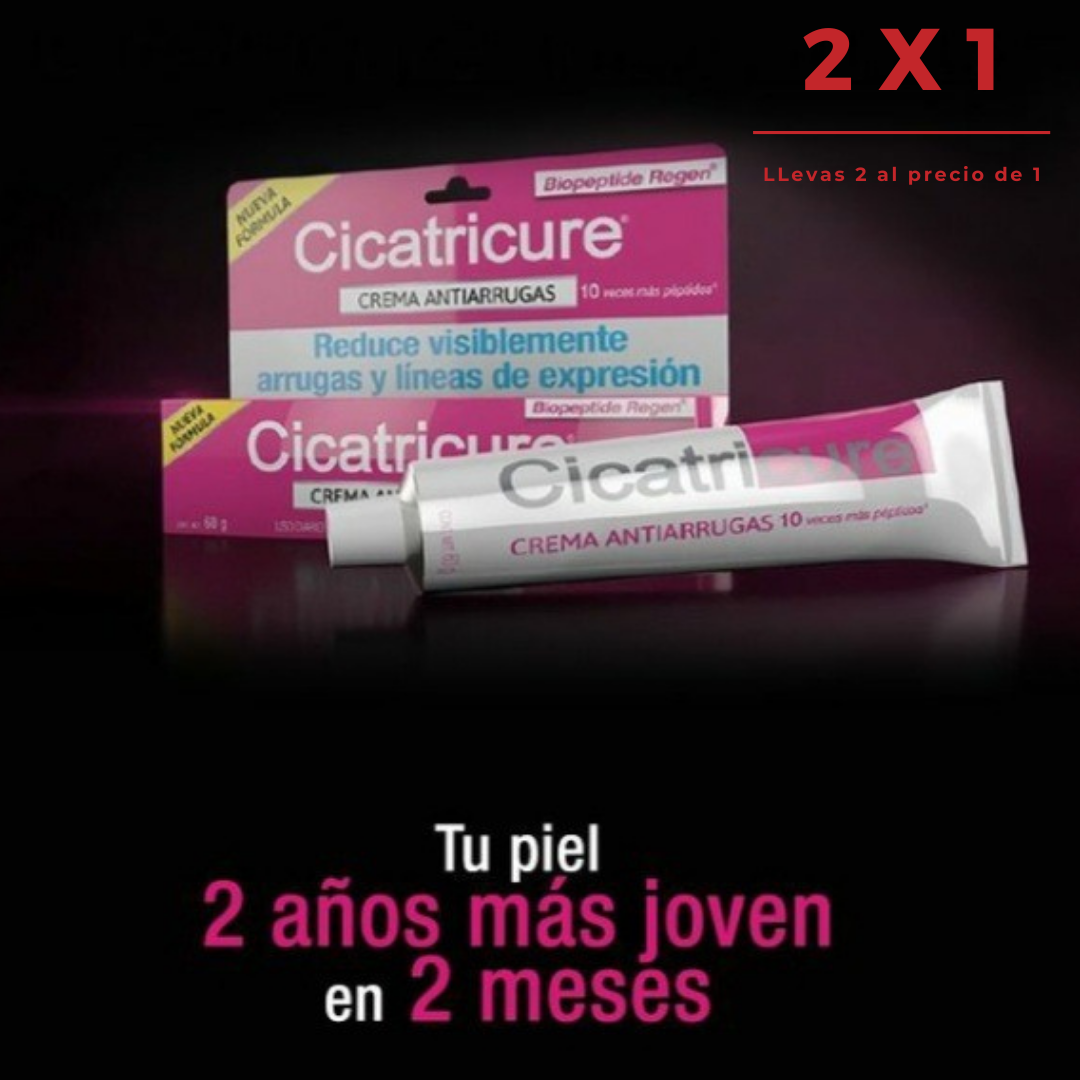 2 X 1
LLevas 2 al precio de 1
NUEVA
FÓRMULA
Biopeptide Regen®
Cicatricure®
CREMA ANTIARRUGAS 10 veces más péptidos*
Reduce visiblemente
arrugas y líneas de expresión
NUEVA
FÓRMULA
Biopeptide Regen®
Cicatricure
CREMA
68 g
Cicatricure
CREMA ANTIARRUGAS 10 veces más péptidos*
Tu piel
2 años más joven
en 2 meses